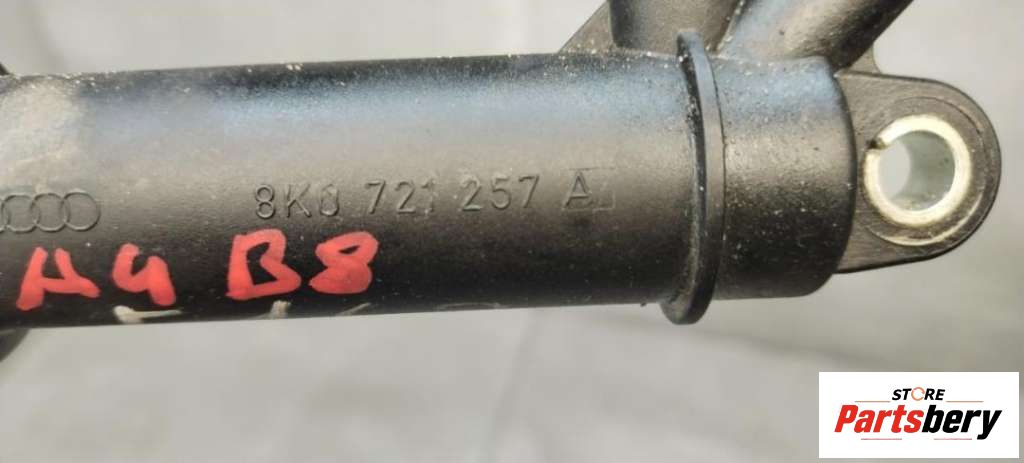 8K0 721 257 A
A4 B8
STORE
Partsbery